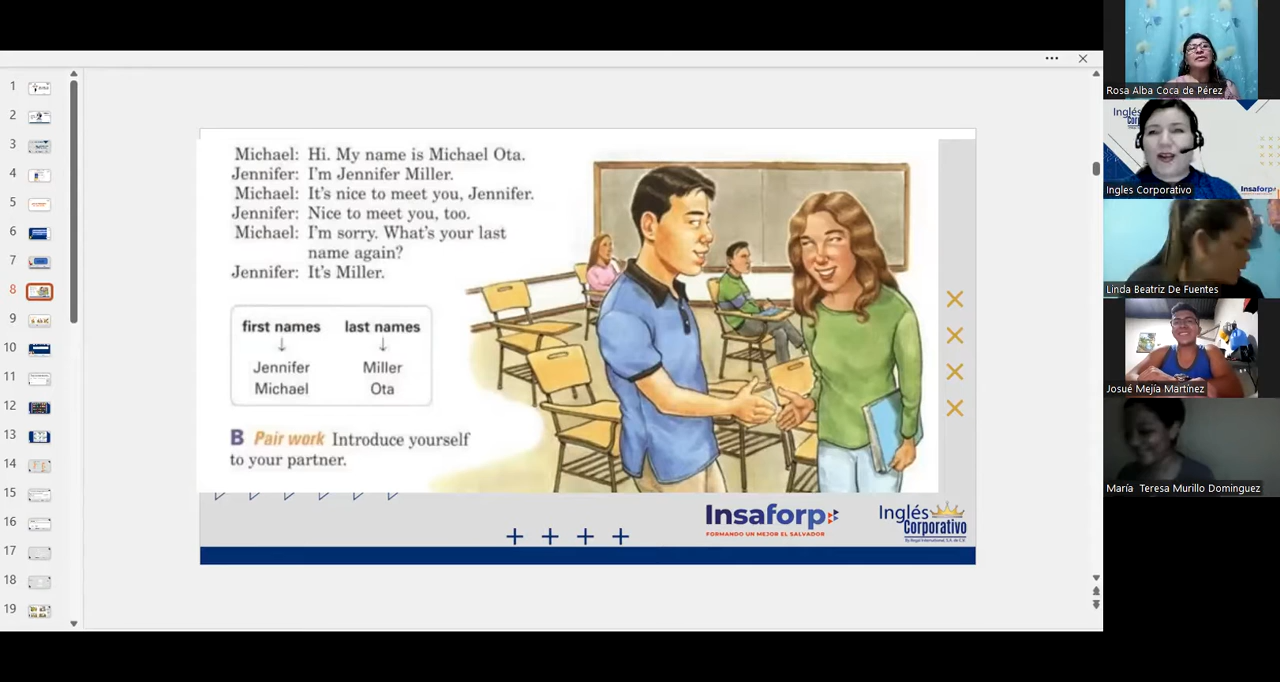 Michael: Hi. My name is Michael Ota.
Jennifer: I'm Jennifer Miller.
Michael: It's nice to meet you, Jennifer.
Jennifer: Nice to meet you, too.
Michael: I'm sorry. What's your last
name again?
Jennifer: It's Miller.
first names last names
↓ ↓
Jennifer Miller
Michael Ota
B Pair work Introduce yourself
to your partner.
Insaforp
FORMANDO UN MEJOR EL SALVADOR
Inglés
Corporativo
1
2
3
4
5
6
7
8
9
10
11
12
13
14
15
16
17
18
19
Rosa Alba Coca de Pérez
Inglés
Ingles Corporativo
Insaforp
Linda Beatriz De Fuentes
Josué Mejía Martínez
María Teresa Murillo Dominguez